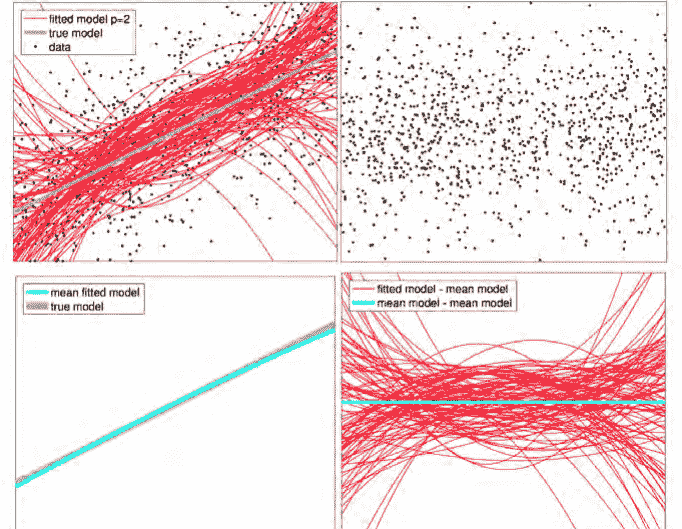 fitted model p=2
true model
data
mean fitted model
true model
fitted model - mean model
mean model - mean model